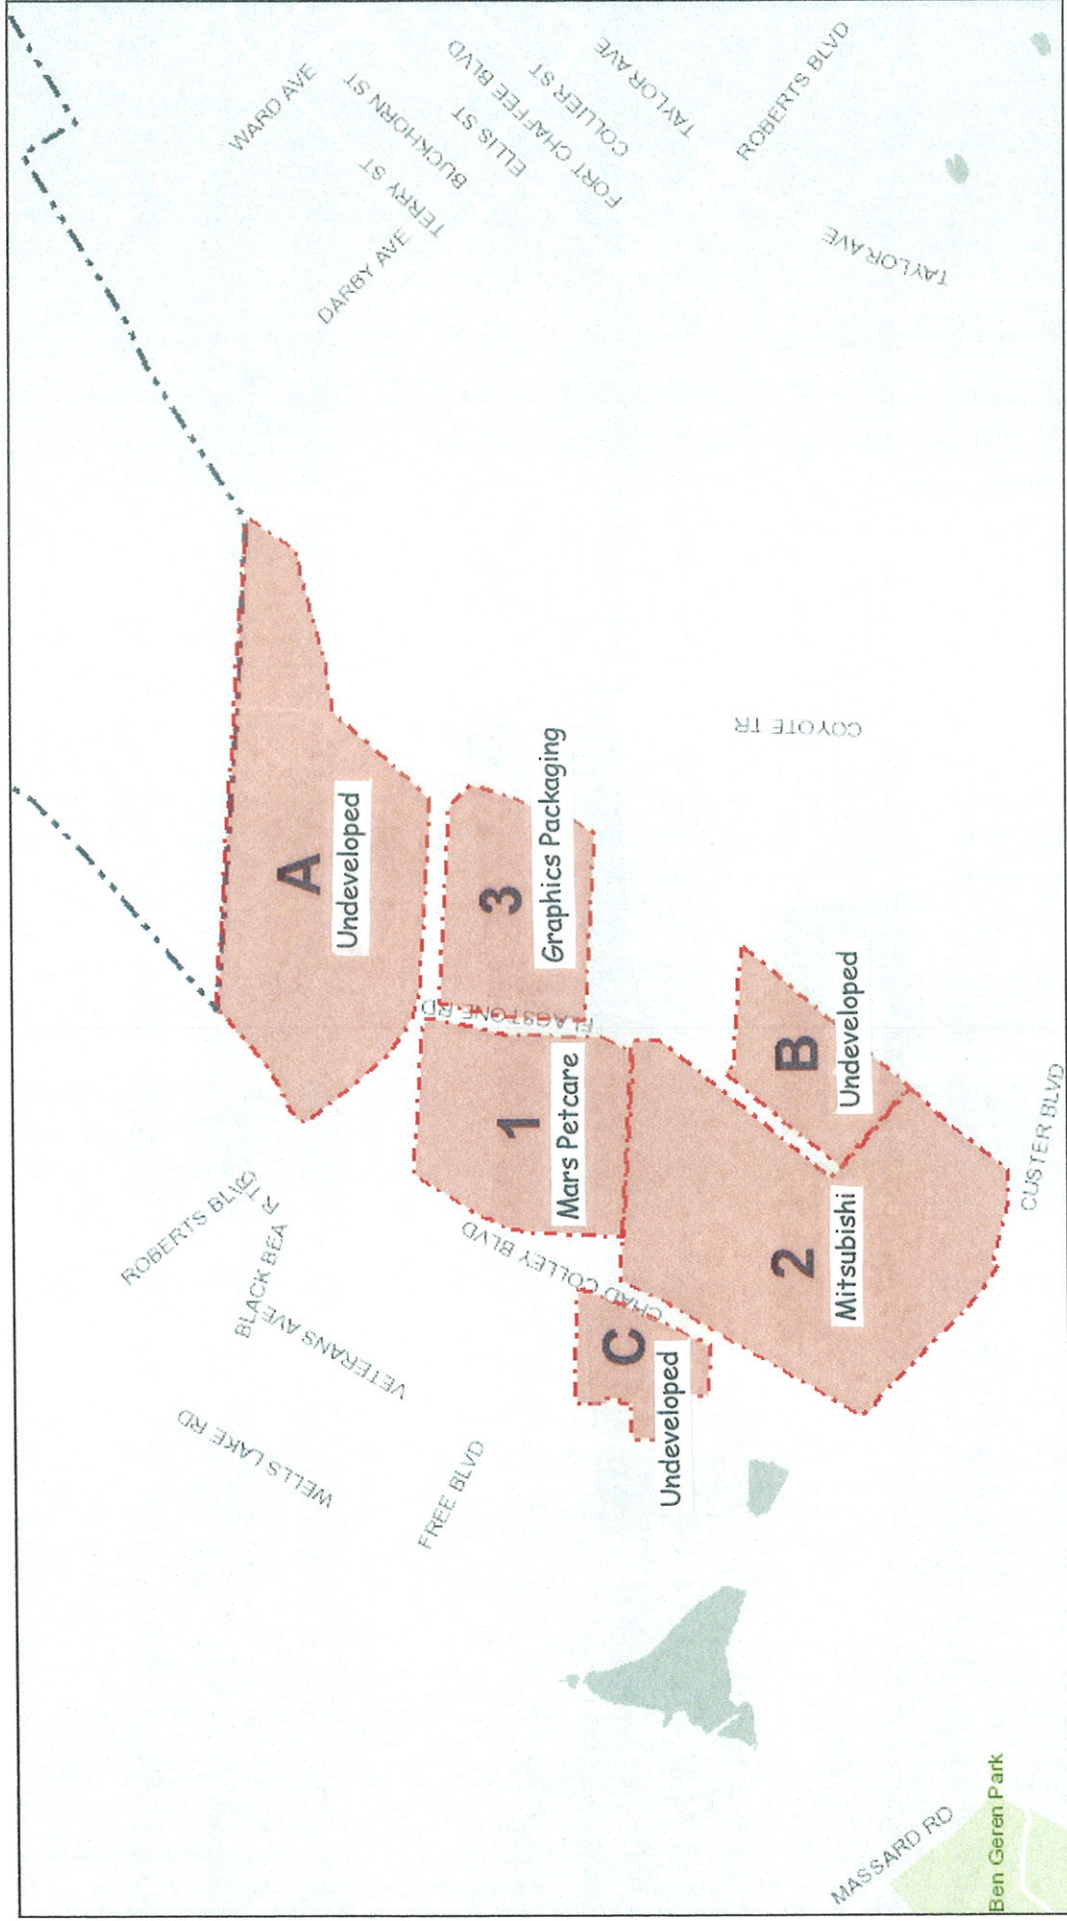 WARD AVE
BUCKHORN ST
TERRY ST
DARBY AVE
ELLIS ST
FORT CHAFFEE BLVD
COLLIER ST
TAYLOR AVE
ROBERTS BLVD
TAYLOR AVE
A
Undeveloped
3
Graphics Packaging
FLAGSTONE RD
1
Mars Petcare
COYOTE TR
B
Undeveloped
2
Mitsubishi
CUSTER BLVD
CHAD COLLEY BLVD
C
Undeveloped
ROBERTS BLVD
BLACK BEAR TR
VETERANS AVE
WELLS LAKE RD
FREE BLVD
MASSARD RD
Ben Geren Park